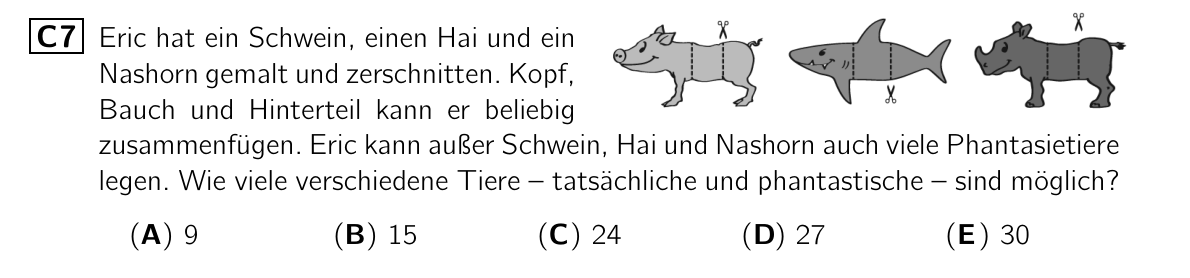 C7 Eric hat ein Schwein, einen Hai und ein
Nashorn gemalt und zerschnitten. Kopf,
Bauch und Hinterteil kann er beliebig
zusammenfügen. Eric kann außer Schwein, Hai und Nashorn auch viele Phantasietiere
legen. Wie viele verschiedene Tiere – tatsächliche und phantastische – sind möglich?
(A) 9 (B) 15 (C) 24 (D) 27 (E) 30